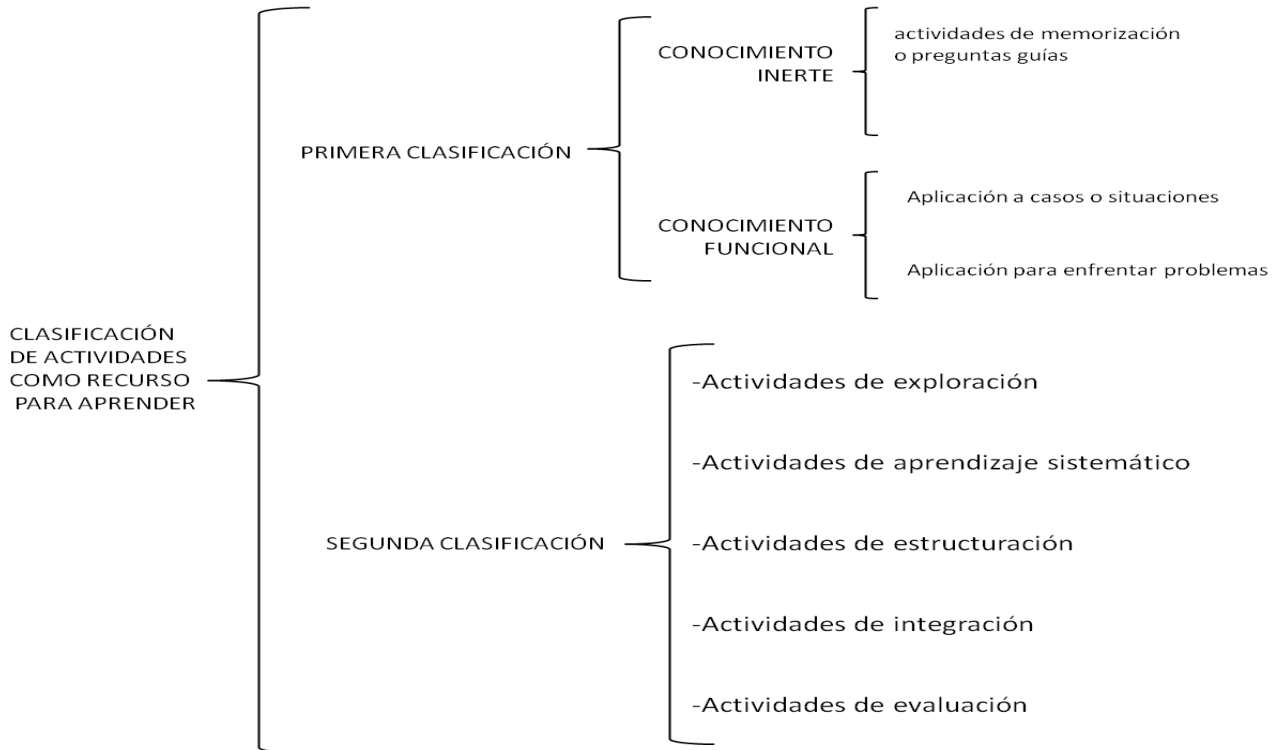 CLASIFICACIÓN
DE ACTIVIDADES
COMO RECURSO
PARA APRENDER
PRIMERA CLASIFICACIÓN
CONOCIMIENTO
INERTE
actividades de memorización
o preguntas guías
CONOCIMIENTO
FUNCIONAL
Aplicación a casos o situaciones
Aplicación para enfrentar problemas
SEGUNDA CLASIFICACIÓN
-Actividades de exploración
-Actividades de aprendizaje sistemático
-Actividades de estructuración
-Actividades de integración
-Actividades de evaluación